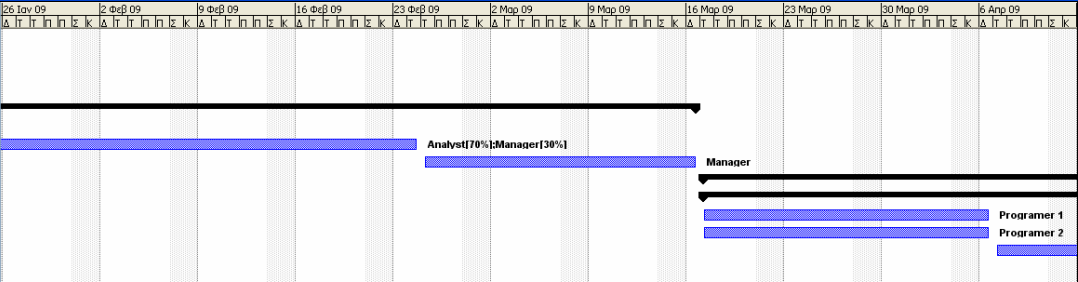 26 Ιαν 09 2 Φεβ 09 9 Φεβ 09 16 Φεβ 09 23 Φεβ 09 2 Μαρ 09 9 Μαρ 09 16 Μαρ 09 23 Μαρ 09 30 Μαρ 09 6 Απρ 09
Δ Τ Τ Π Π Σ Κ Δ Τ Τ Π Π Σ Κ Δ Τ Τ Π Π Σ Κ Δ Τ Τ Π Π Σ Κ Δ Τ Τ Π Π Σ Κ Δ Τ Τ Π Π Σ Κ Δ Τ Τ Π Π Σ Κ Δ Τ Τ Π Π Σ Κ Δ Τ Τ Π Π Σ Κ Δ Τ Τ Π Π Σ Κ Δ Τ Τ Π Π Σ Κ
Analyst[70%];Manager[30%]
Manager
Programer 1
Programer 2